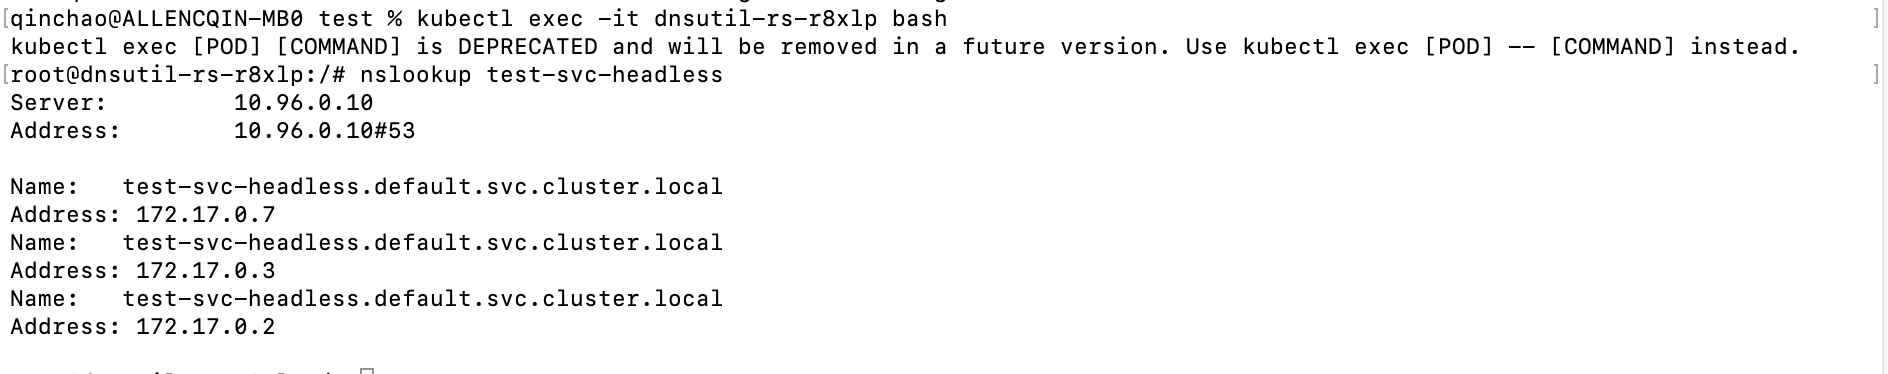 [qinchao@ALLENCQIN-MB0 test % kubectl exec -it dnsutil-rs-r8xlp bash ]
kubectl exec [POD] [COMMAND] is DEPRECATED and will be removed in a future version. Use kubectl exec [POD] -- [COMMAND] instead.
[root@dnsutil-rs-r8xlp:/# nslookup test-svc-headless ]
Server: 10.96.0.10
Address: 10.96.0.10#53
Name: test-svc-headless.default.svc.cluster.local
Address: 172.17.0.7
Name: test-svc-headless.default.svc.cluster.local
Address: 172.17.0.3
Name: test-svc-headless.default.svc.cluster.local
Address: 172.17.0.2